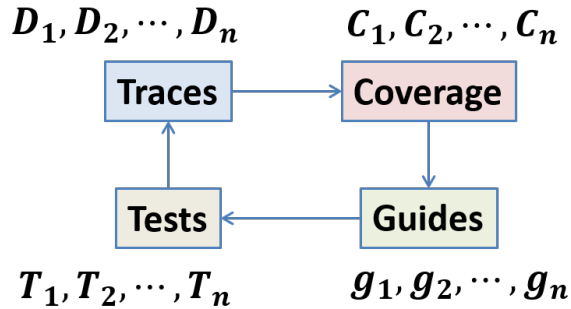 D₁, D₂, ⋯, Dₙ C₁, C₂, ⋯, Cₙ
Traces Coverage
Tests Guides
T₁, T₂, ⋯, Tₙ g₁, g₂, ⋯, gₙ